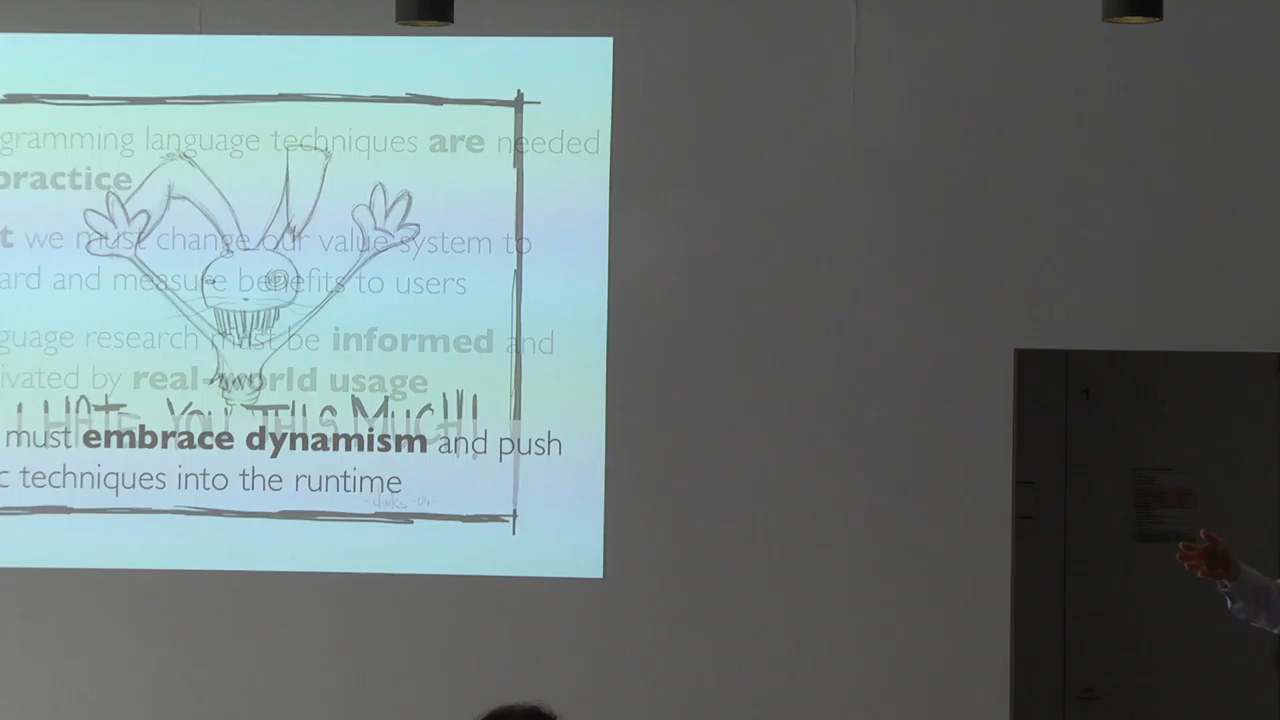 gramming language techniques are needed
practice
t we must change our value system to
ard and measure benefits to users
guage research must be informed and
ivated by real-world usage
I HATE YOU THIS MUCH!!
must embrace dynamism and push
c techniques into the runtime
1